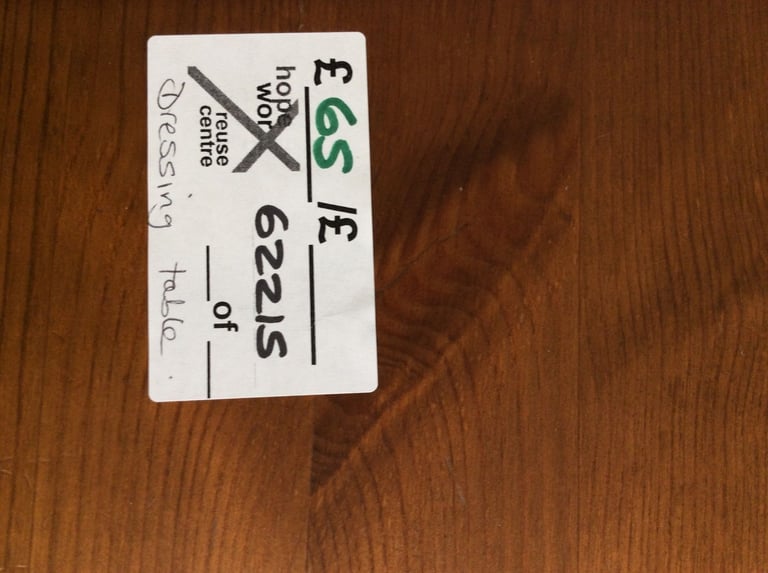 £ 65 /£
hope
wor
reuse
centre
62215
of
Dressing table.